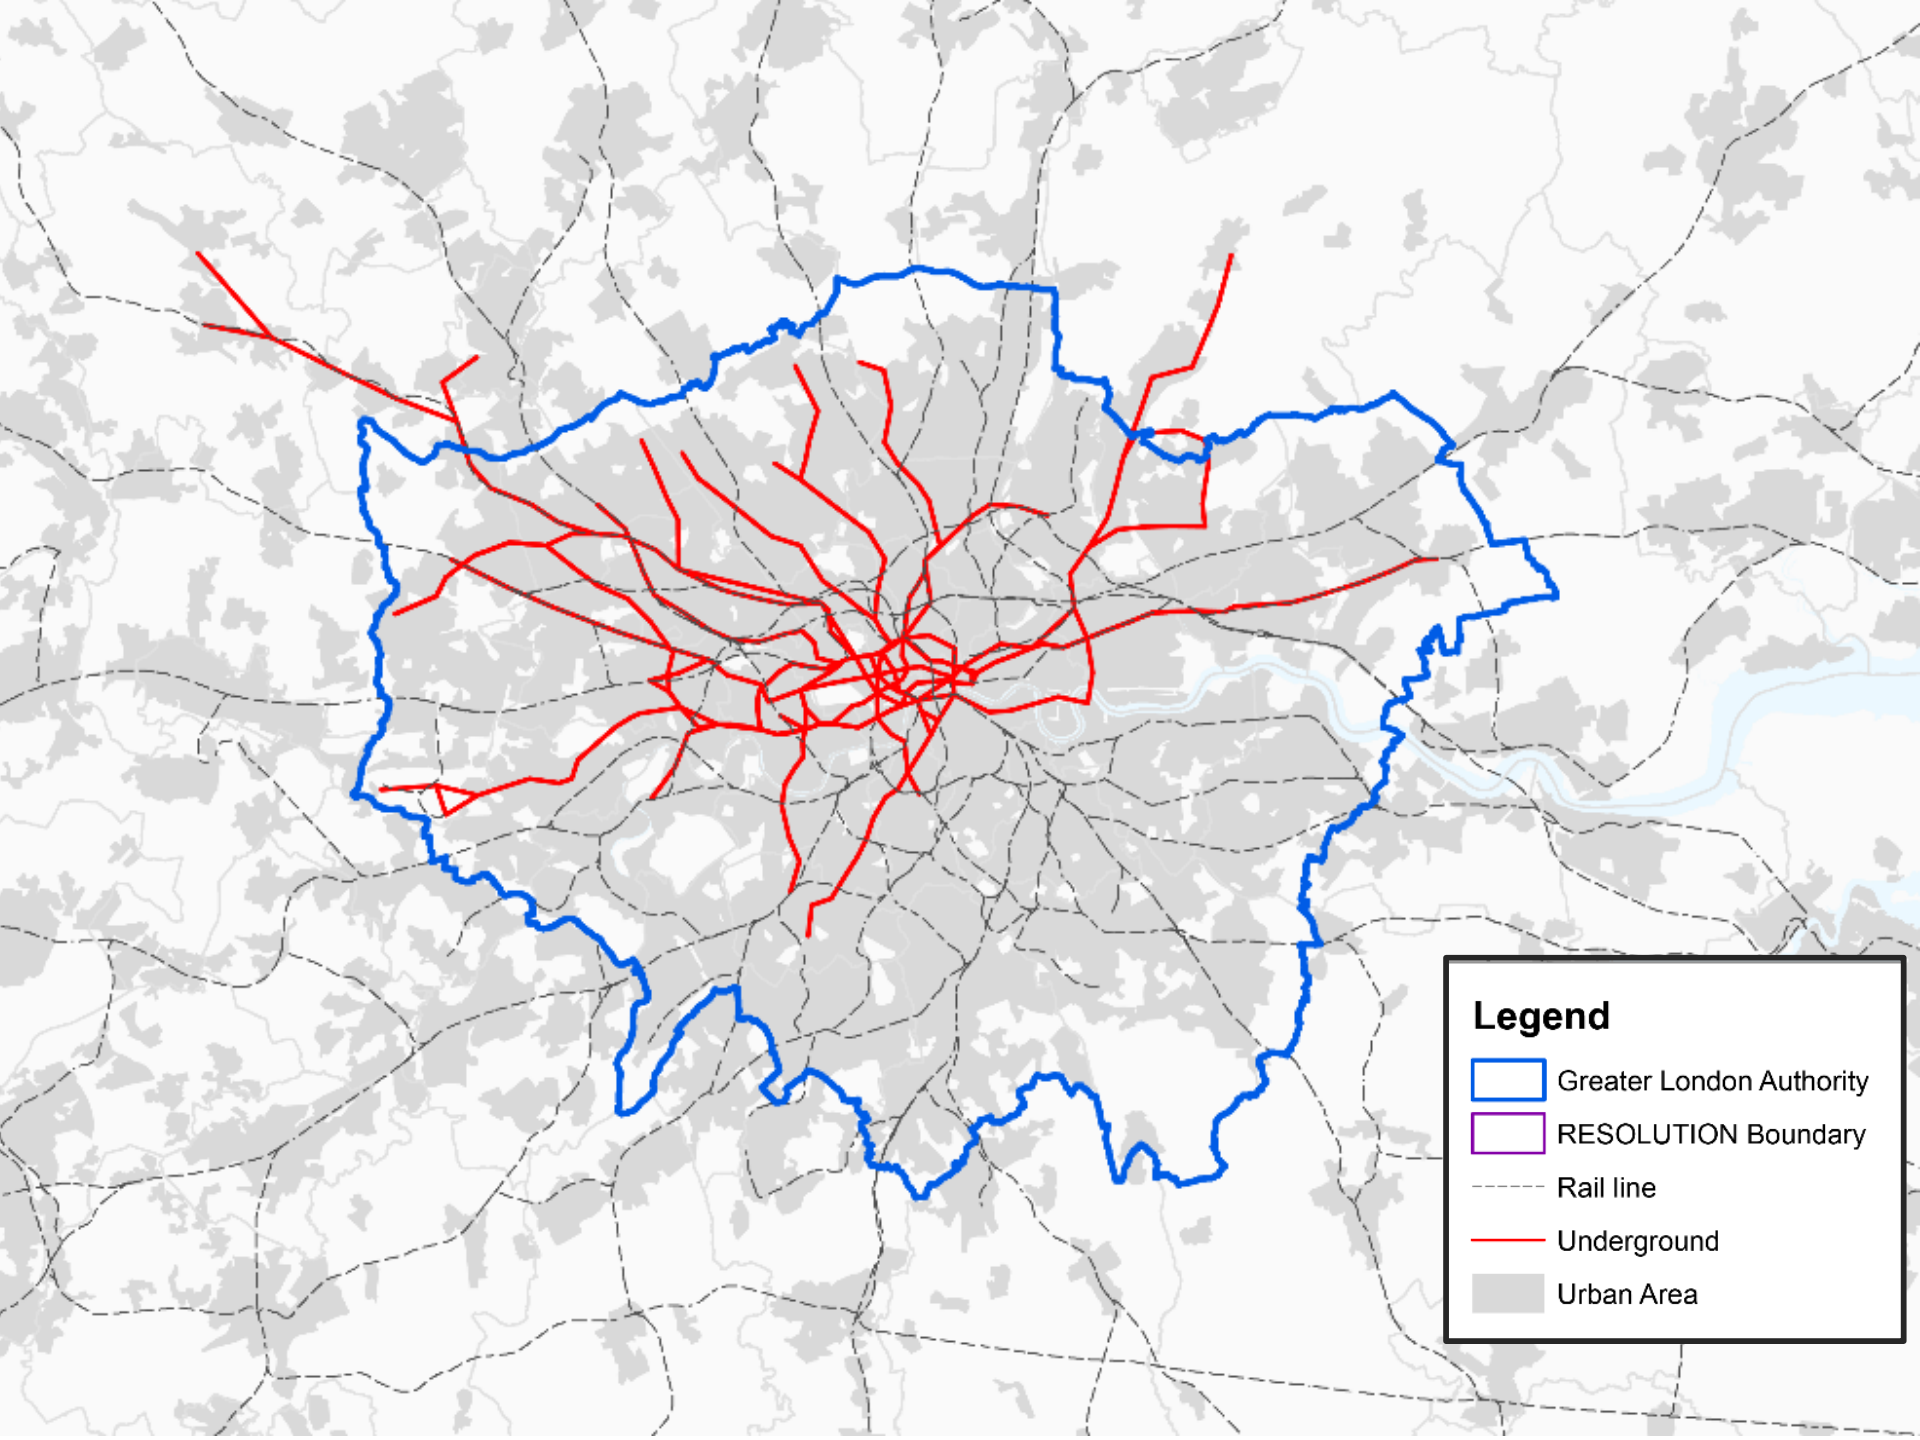 Legend
Greater London Authority
RESOLUTION Boundary
Rail line
Underground
Urban Area